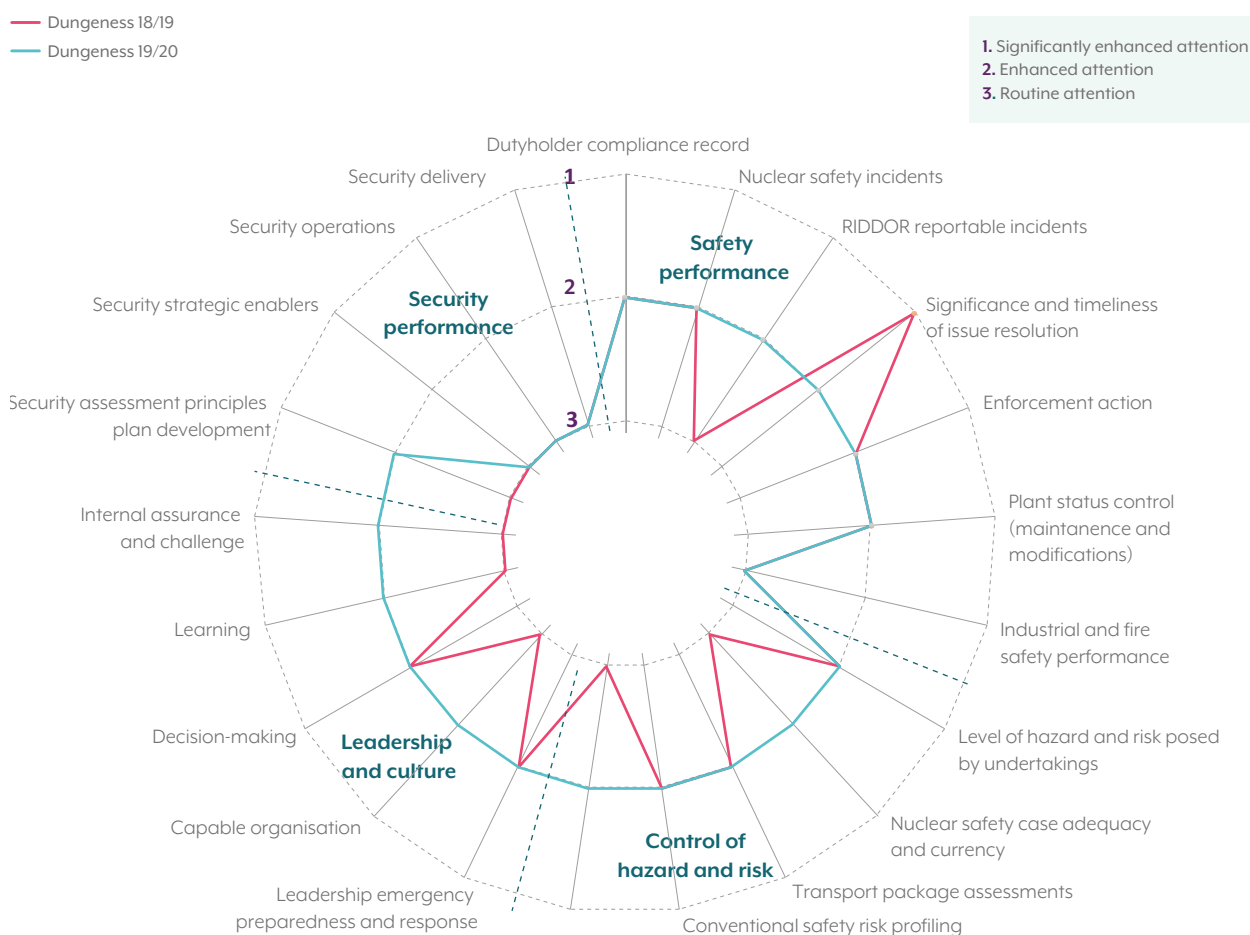 Dungeness 18/19
Dungeness 19/20
1. Significantly enhanced attention
2. Enhanced attention
3. Routine attention
Dutyholder compliance record
Security delivery
1
Nuclear safety incidents
Security operations
RIDDOR reportable incidents
Safety
performance
2
Security
performance
Security strategic enablers
Significance and timeliness
of issue resolution
Security assessment principles
plan development
Enforcement action
3
Internal assurance
and challenge
Plant status control
(maintanence and
modifications)
Learning
Industrial and fire
safety performance
Decision-making
Leadership
and culture
Level of hazard and risk posed
by undertakings
Capable organisation
Control of
hazard and risk
Nuclear safety case adequacy
and currency
Leadership emergency
preparedness and response
Transport package assessments
Conventional safety risk profiling